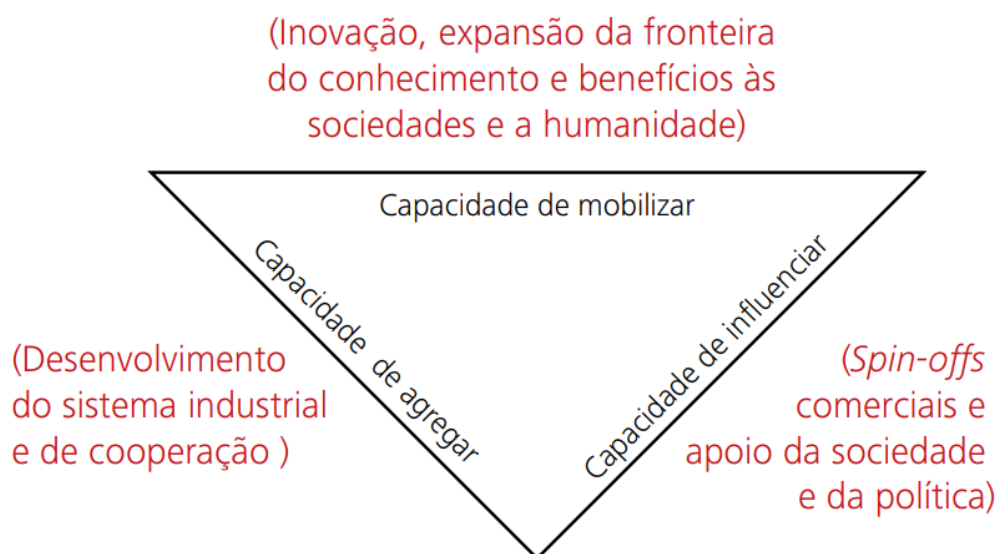 (Inovação, expansão da fronteira
do conhecimento e benefícios às
sociedades e a humanidade)
Capacidade de mobilizar
Capacidade de agregar
Capacidade de influenciar
(Desenvolvimento
do sistema industrial
e de cooperação )
(Spin-offs
comerciais e
apoio da sociedade
e da política)